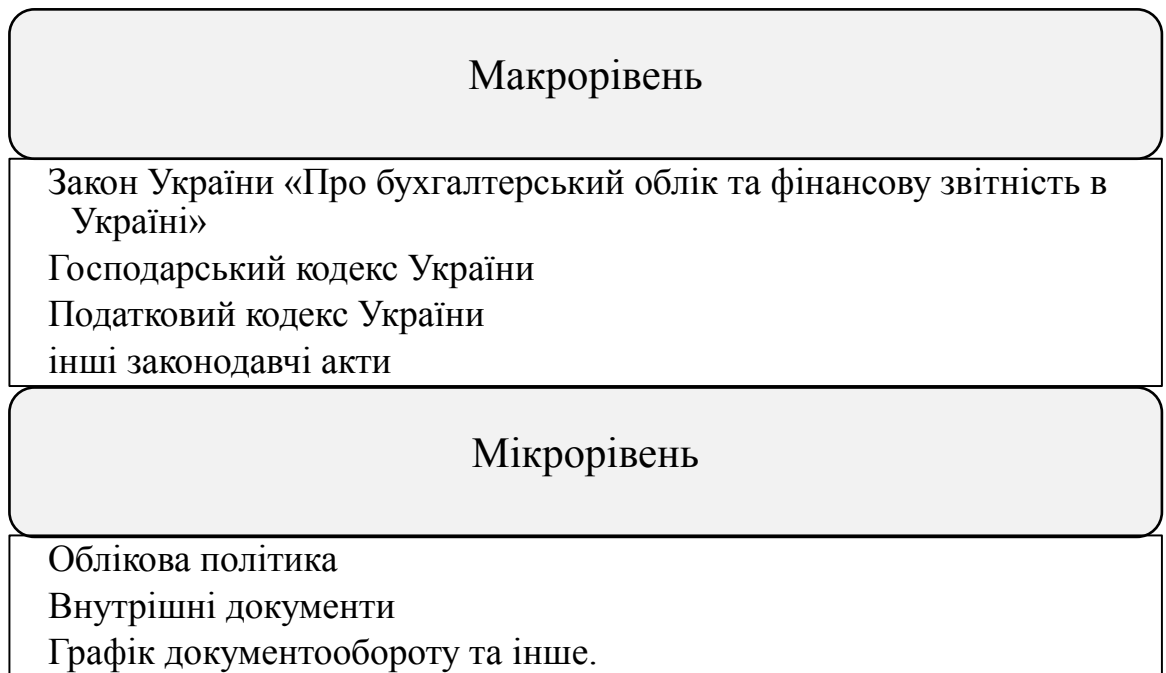 Макрорівень
Закон України «Про бухгалтерський облік та фінансову звітність в
Україні»
Господарський кодекс України
Податковий кодекс України
інші законодавчі акти
Мікрорівень
Облікова політика
Внутрішні документи
Графік документообороту та інше.